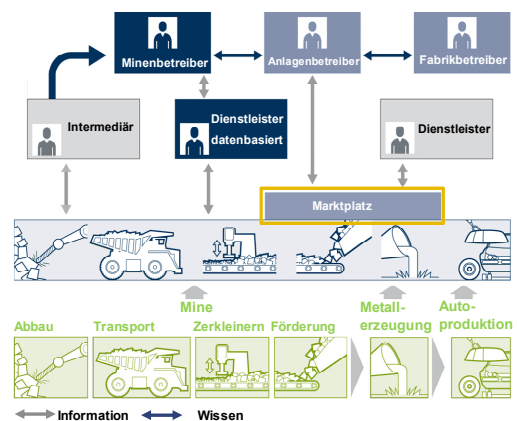 Minenbetreiber
Anlagenbetreiber
Fabrikbetreiber
Intermediär
Dienstleister
datenbasiert
Dienstleister
Marktplatz
Mine
Metall-
erzeugung
Auto-
produktion
Abbau
Transport
Zerkleinern
Förderung
Information
Wissen